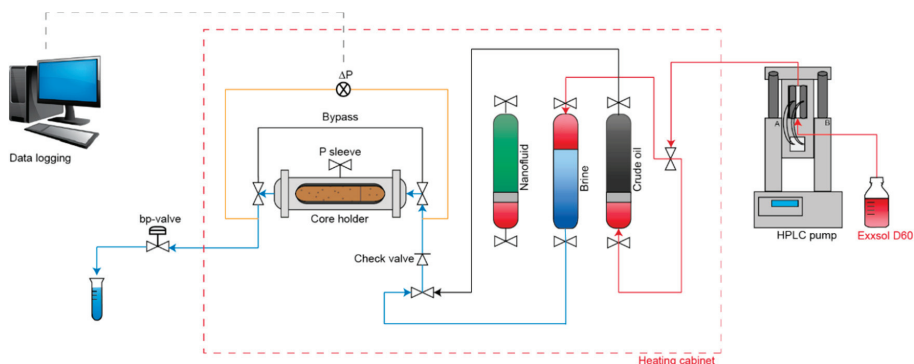 ΔP
Bypass
P sleeve
Data logging
Core holder
bp-valve
Check valve
Nanofluid
Brine
Crude oil
A
B
HPLC pump
Exxsol D60
Heating cabinet